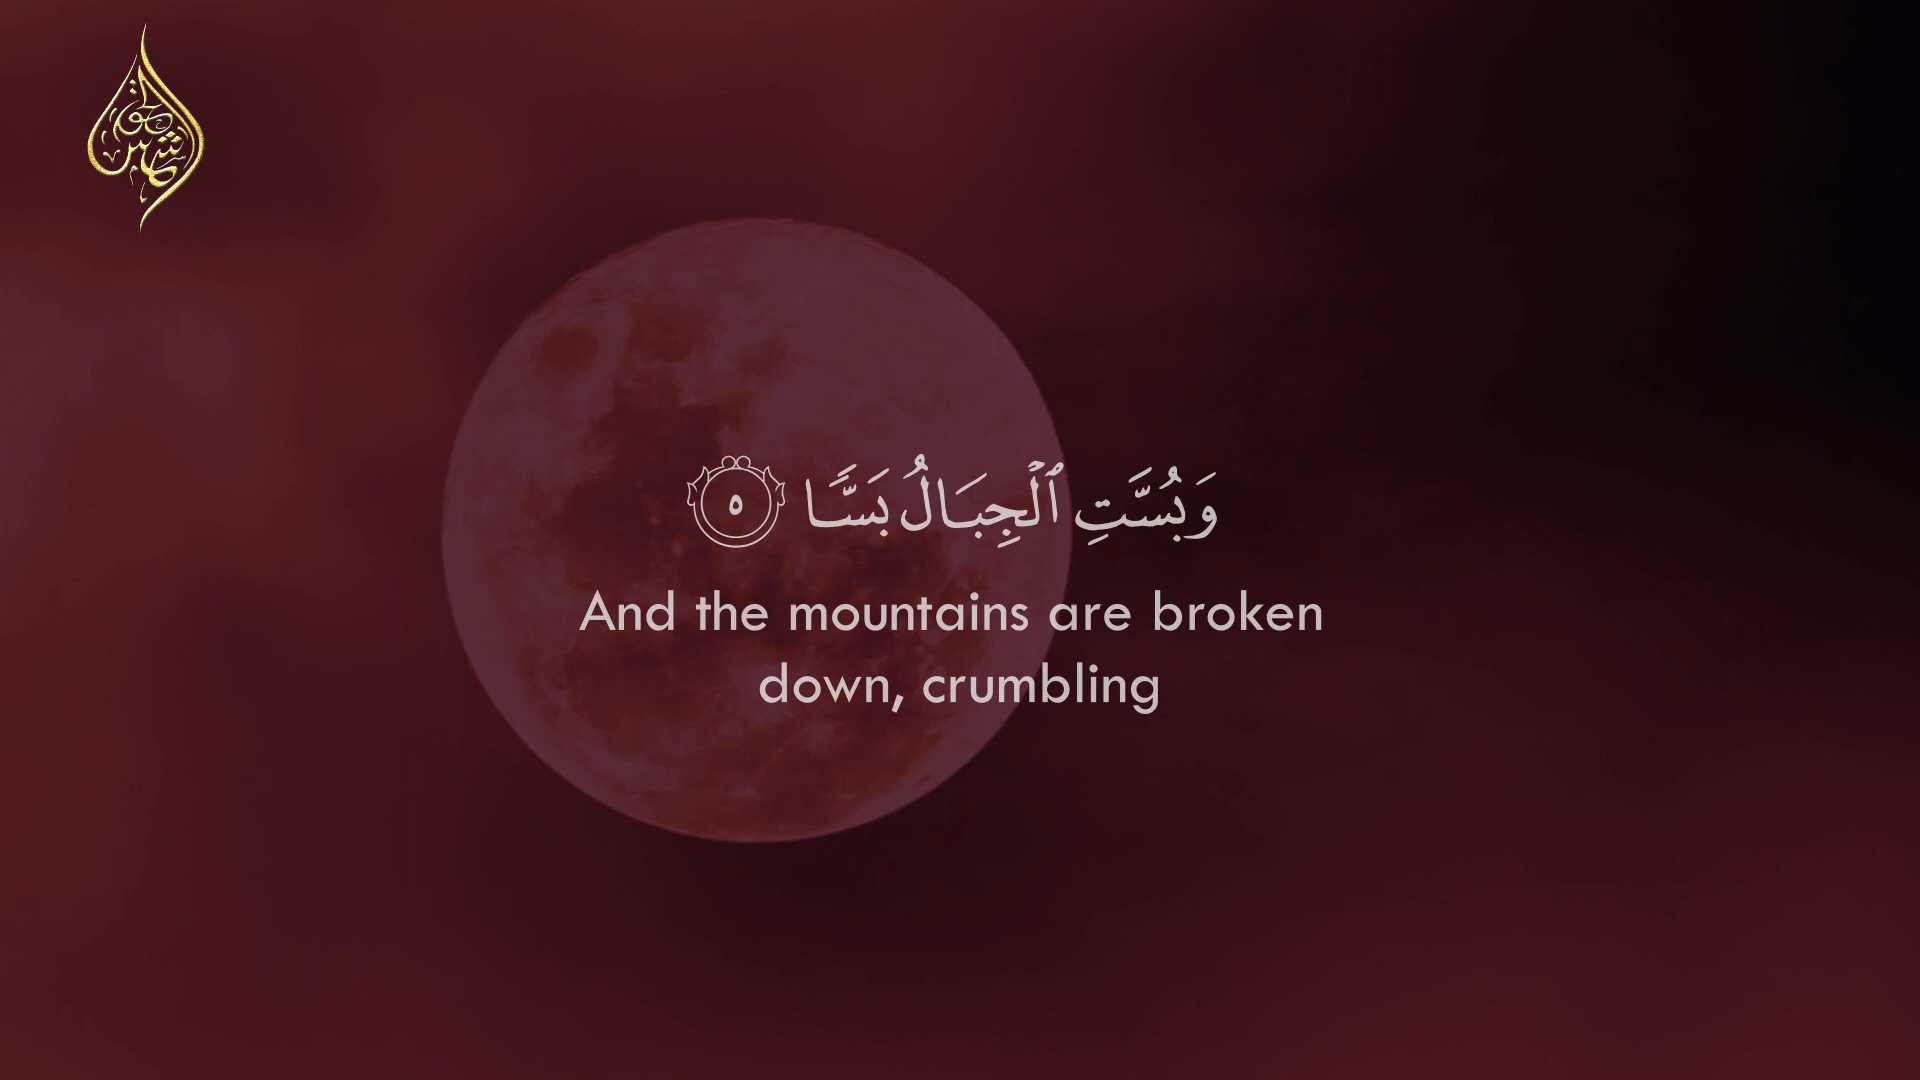 وَبُسَّتِ ٱلْجِبَالُ بَسًّا ٥
And the mountains are broken
down, crumbling